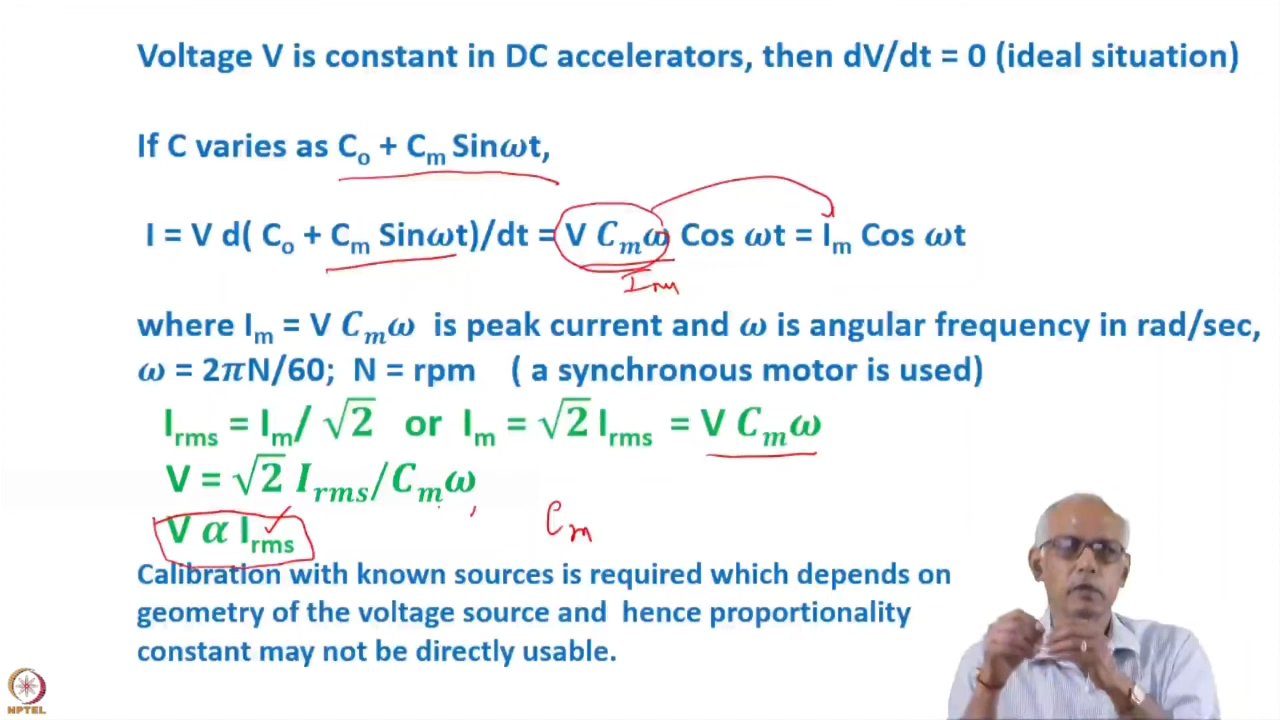 Voltage V is constant in DC accelerators, then dV/dt = 0 (ideal situation)
If C varies as Cₒ + Cₘ Sinωt,
I = V d( Cₒ + Cₘ Sinωt)/dt = V Cₘω Cos ωt = Iₘ Cos ωt
Iₘ
where Iₘ = V Cₘω is peak current and ω is angular frequency in rad/sec,
ω = 2πN/60; N = rpm ( a synchronous motor is used)
Iᵣₘₛ = Iₘ/ √2 or Iₘ = √2 Iᵣₘₛ = V Cₘω
V = √2 Iᵣₘₛ/Cₘω
Cₘ
V α Iᵣₘₛ
Calibration with known sources is required which depends on
geometry of the voltage source and hence proportionality
constant may not be directly usable.
NPTEL